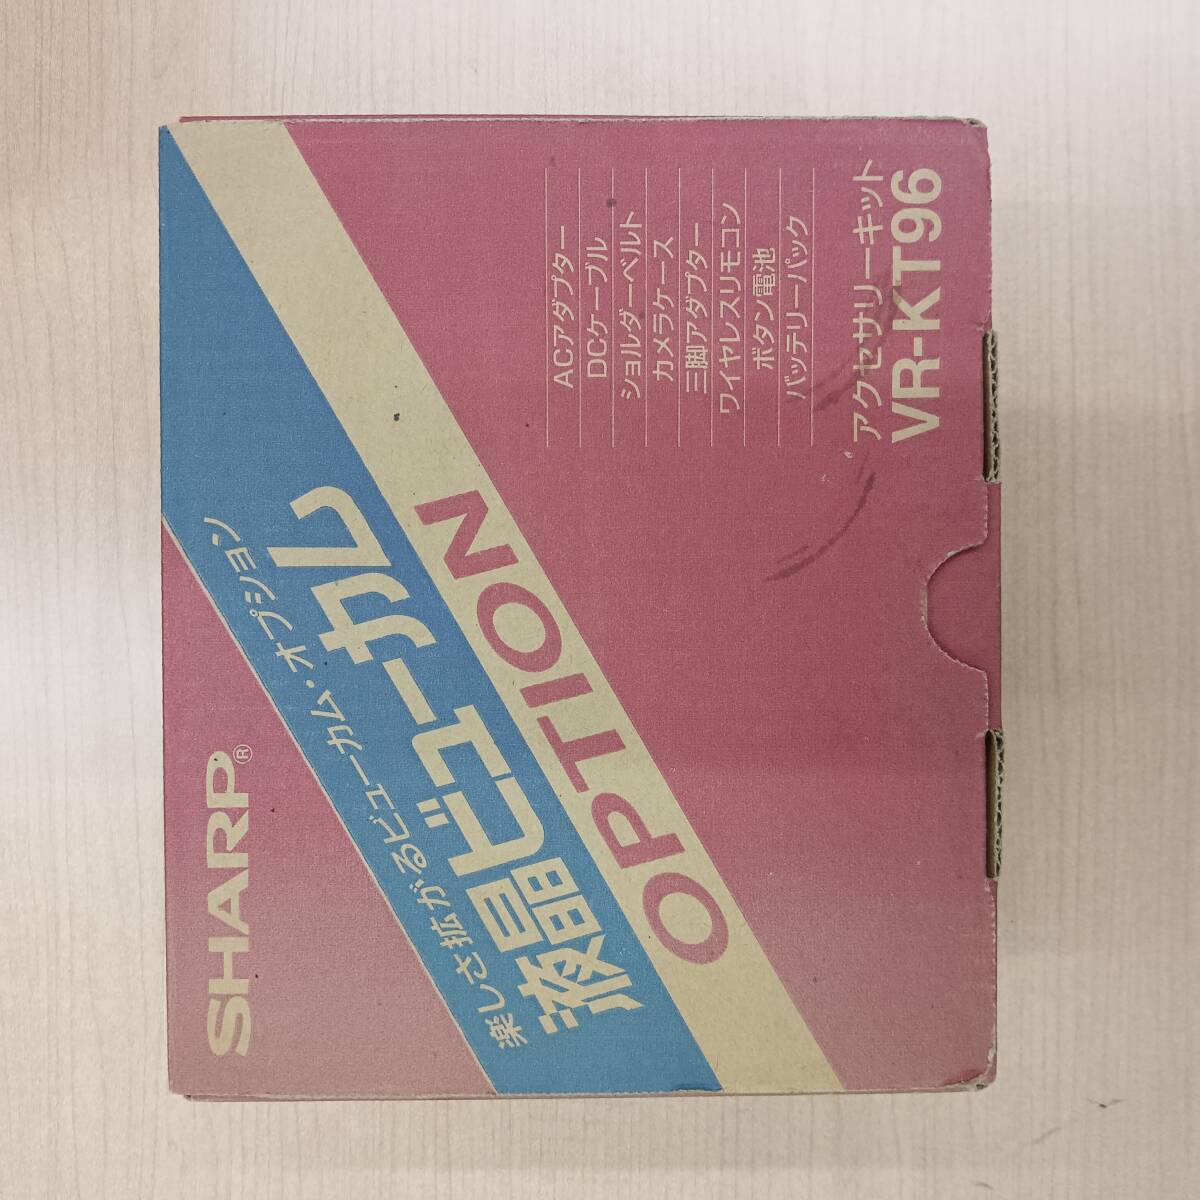 SHARP®
楽しさ拡がるビューカム・オプション
液晶ビューカム
OPTION
ACアダプター
DCケーブル
ショルダーベルト
カメラケース
三脚アダプター
ワイヤレスリモコン
ボタン電池
バッテリーパック
アクセサリーキット
VR-KT96